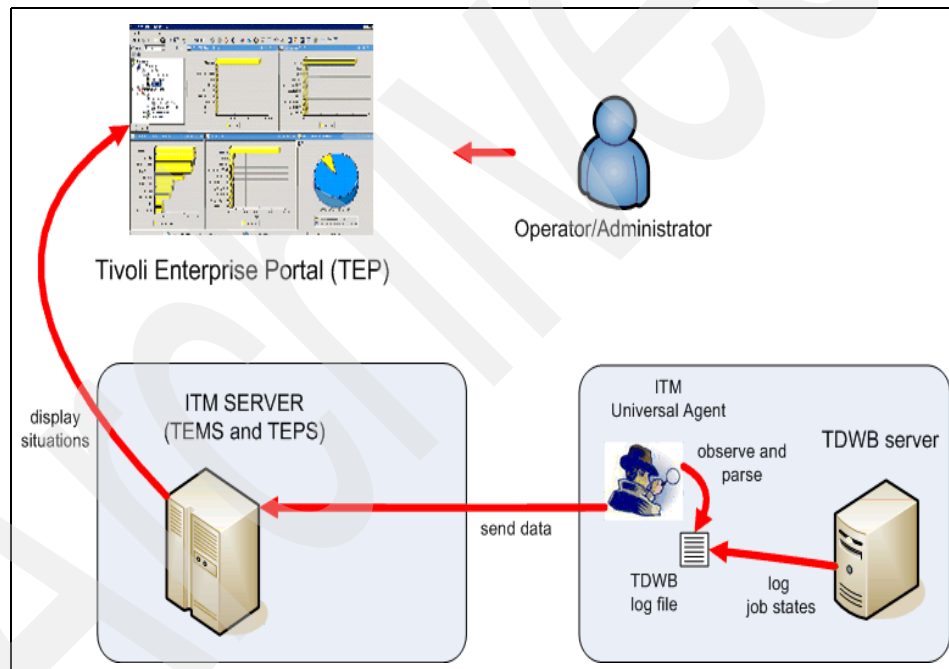 Operator/Administrator
Tivoli Enterprise Portal (TEP)
display
situations
ITM SERVER
(TEMS and TEPS)
send data
ITM
Universal Agent
observe and
parse
TDWB server
TDWB
log file
log
job states
Archived